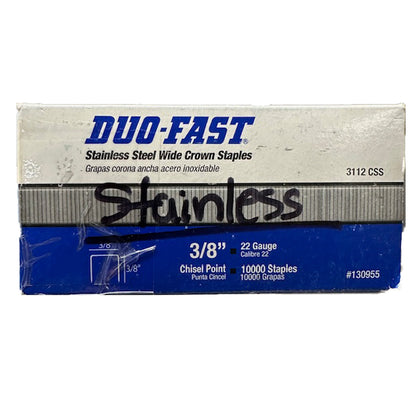 DUO-FAST®
Stainless Steel Wide Crown Staples
Grapas corona ancha acero inoxidable
3112 CSS
Stainless
3/8"
3/8"
3/8"
Chisel Point
Punta Cincel
22 Gauge
Calibre 22
10000 Staples
10000 Grapas
#130955